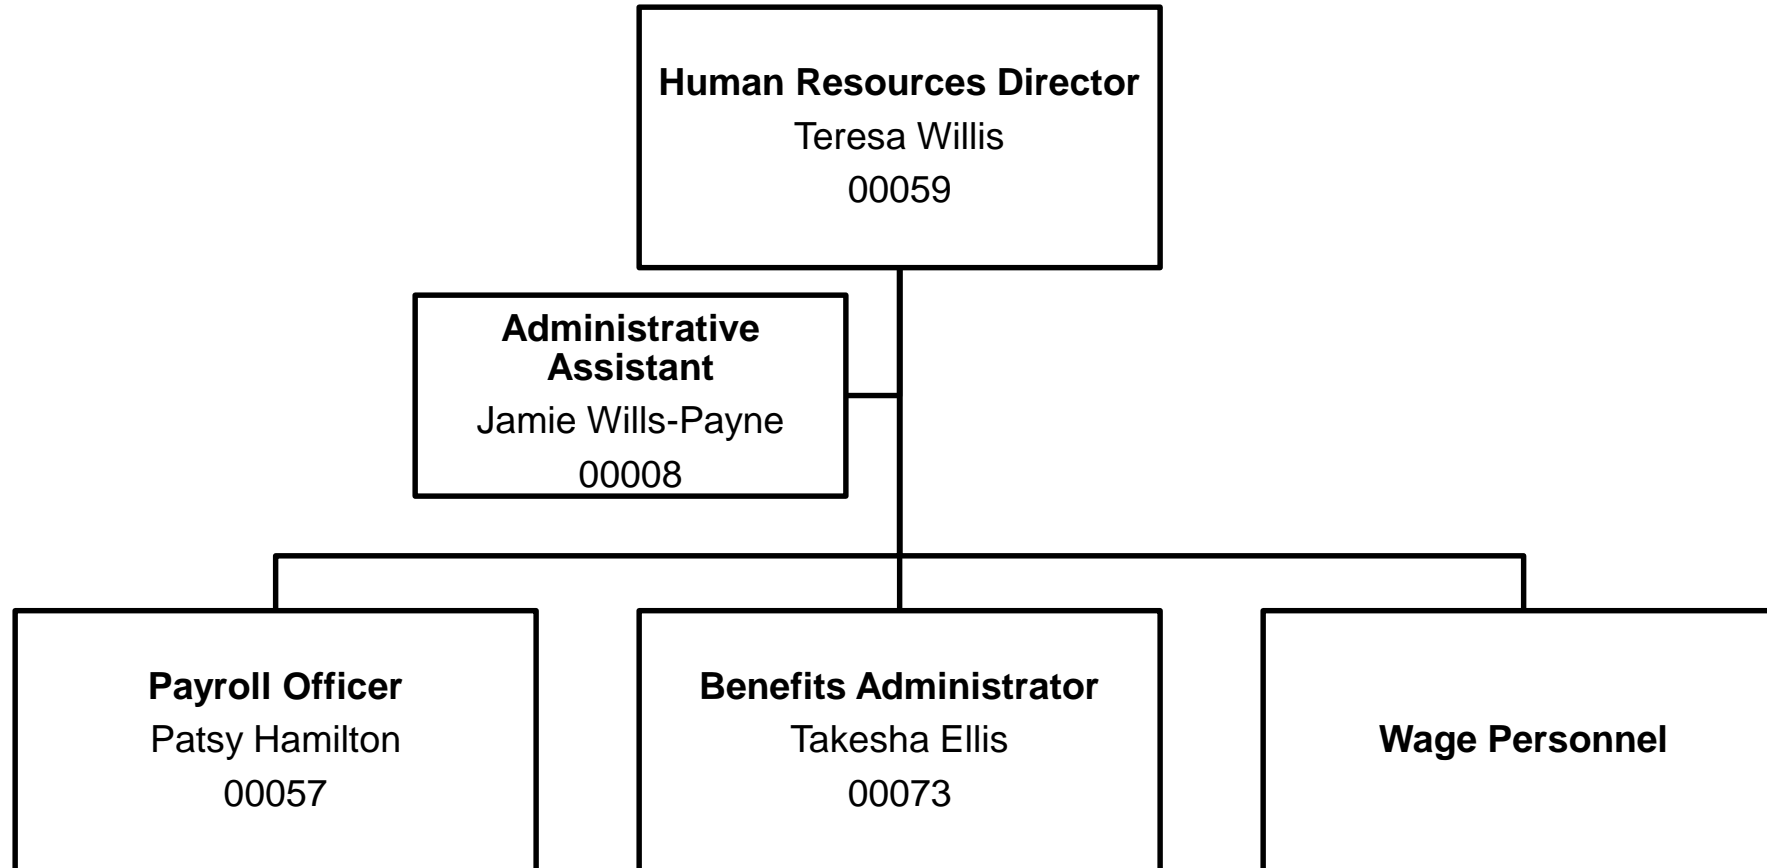 Human Resources Director
Teresa Willis
00059
Administrative
Assistant
Jamie Wills-Payne
00008
Payroll Officer
Patsy Hamilton
00057
Benefits Administrator
Takesha Ellis
00073
Wage Personnel